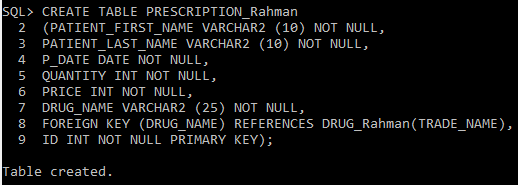 SQL> CREATE TABLE PRESCRIPTION_Rahman
2 (PATIENT_FIRST_NAME VARCHAR2 (10) NOT NULL,
3 PATIENT_LAST_NAME VARCHAR2 (10) NOT NULL,
4 P_DATE DATE NOT NULL,
5 QUANTITY INT NOT NULL,
6 PRICE INT NOT NULL,
7 DRUG_NAME VARCHAR2 (25) NOT NULL,
8 FOREIGN KEY (DRUG_NAME) REFERENCES DRUG_Rahman(TRADE_NAME),
9 ID INT NOT NULL PRIMARY KEY);
Table created.